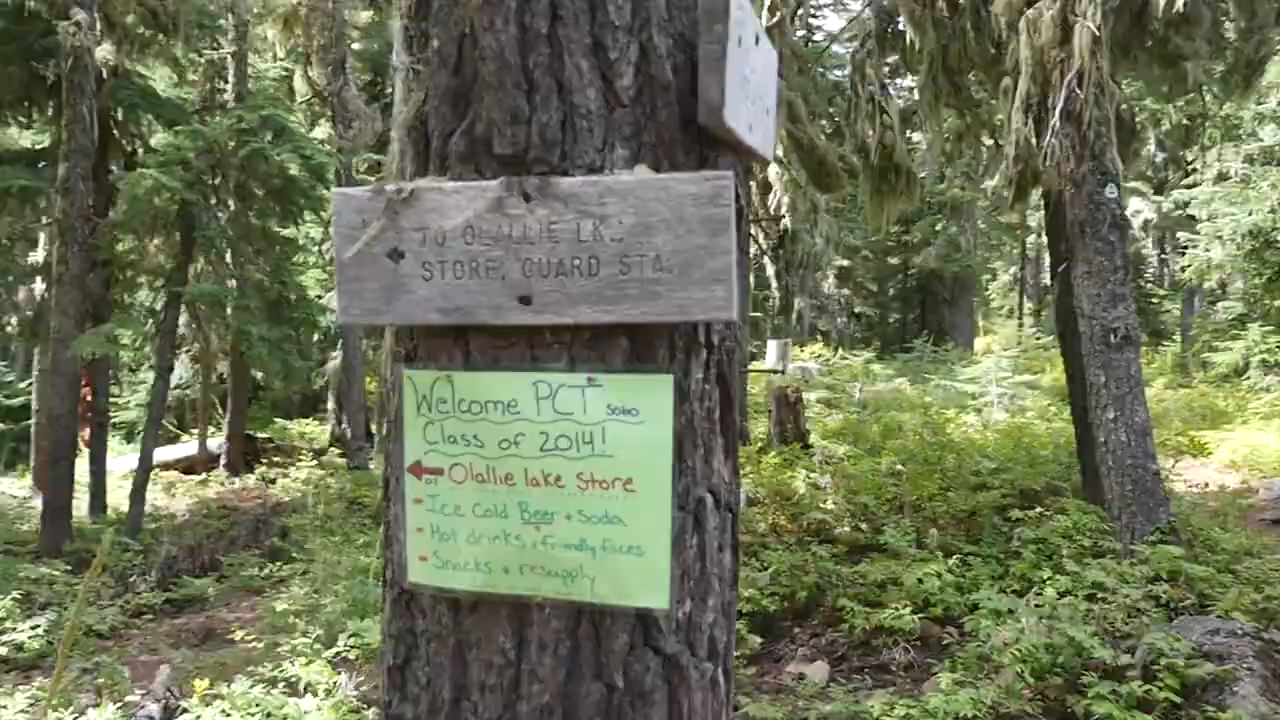 TO OLALLIE LK.
STORE, GUARD STA.
Welcome PCT SoBo
Class of 2014!
Olallie lake Store
- Ice Cold Beer + Soda
- Hot drinks + friendly faces
- Snacks + resupply